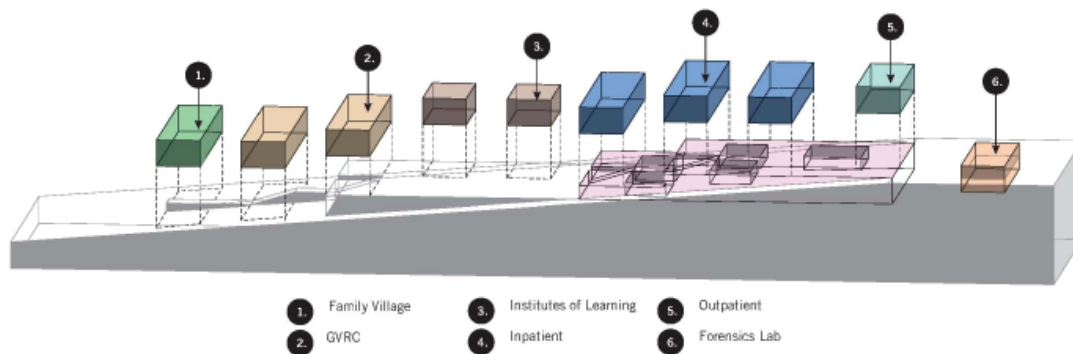 1.
2.
3.
4.
5.
6.
1. Family Village
2. GVRC
3. Institutes of Learning
4. Inpatient
5. Outpatient
6. Forensics Lab